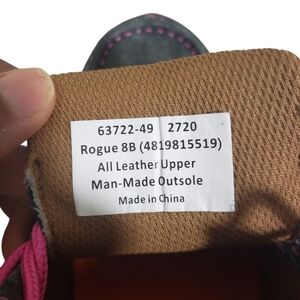 63722-49 2720
Rogue 8B (4819815519)
All Leather Upper
Man-Made Outsole
Made in China